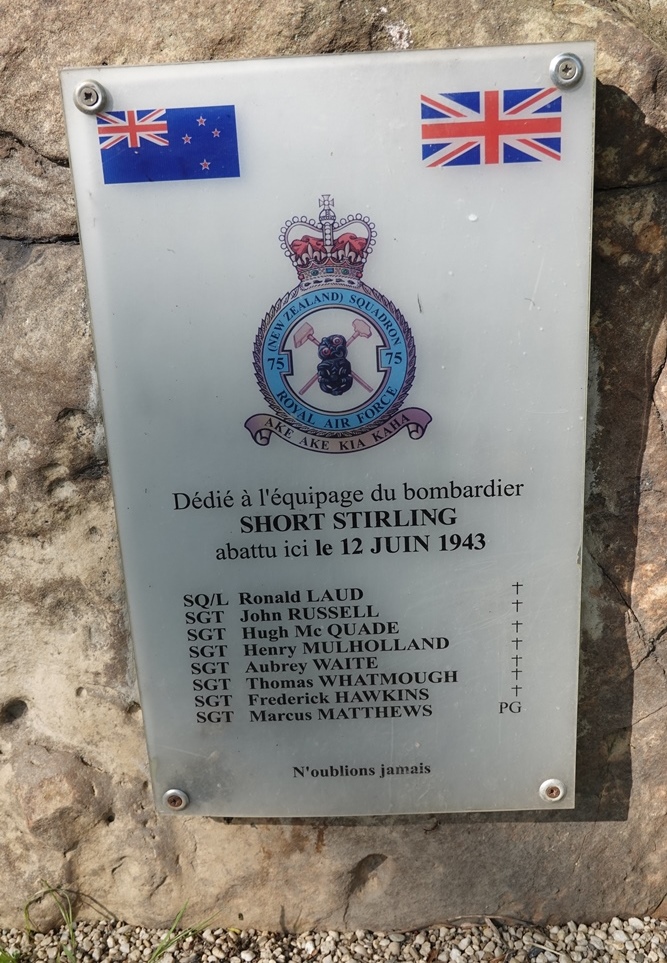 (NEW ZEALAND) SQUADRON
75 75
ROYAL AIR FORCE
AKE AKE KIA KAHA
Dédié à l'équipage du bombardier
SHORT STIRLING
abattu ici le 12 JUIN 1943
SQ/L Ronald LAUD †
SGT John RUSSELL †
SGT Hugh Mc QUADE †
SGT Henry MULHOLLAND †
SGT Aubrey WAITE †
SGT Thomas WHATMOUGH †
SGT Frederick HAWKINS †
SGT Marcus MATTHEWS PG
N'oublions jamais